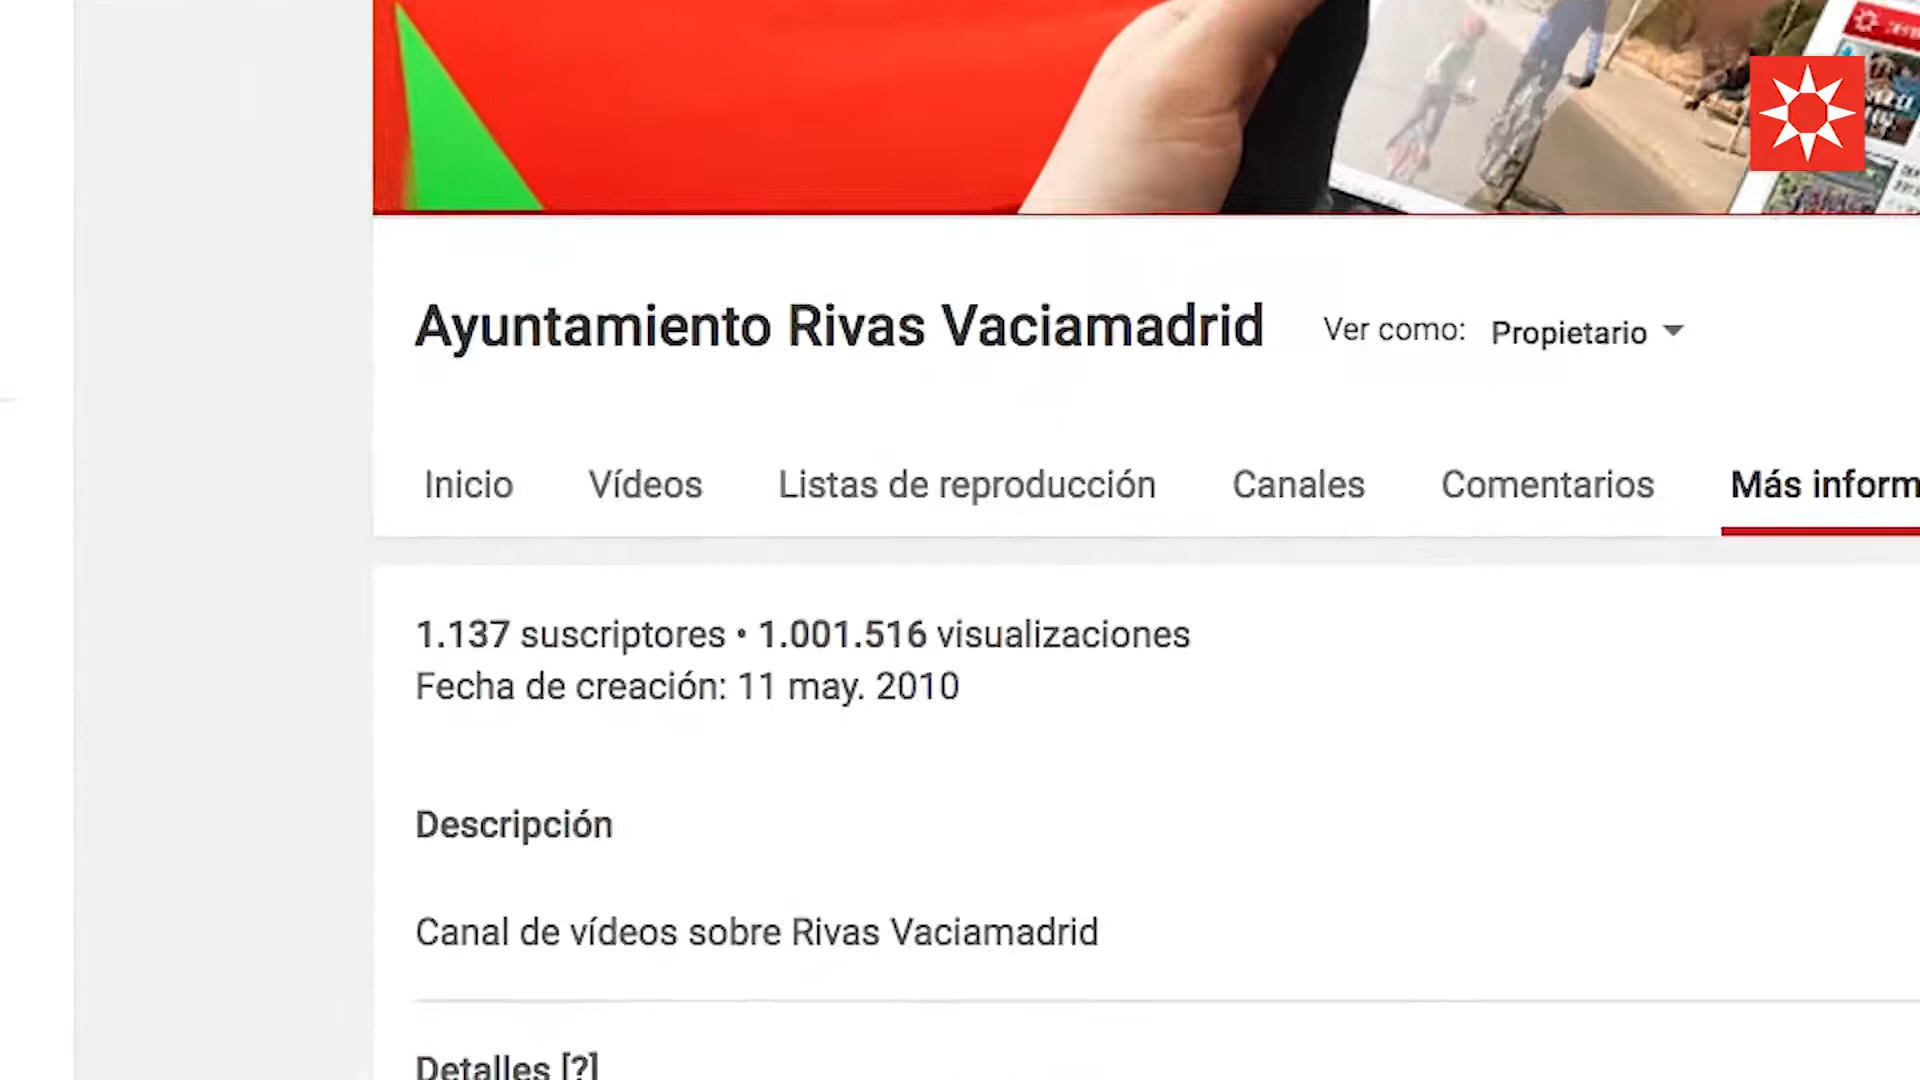 Ayuntamiento Rivas Vaciamadrid
Ver como: Propietario
Inicio Vídeos Listas de reproducción Canales Comentarios Más inform
1.137 suscriptores • 1.001.516 visualizaciones
Fecha de creación: 11 may. 2010
Descripción
Canal de vídeos sobre Rivas Vaciamadrid
Detalles [?]